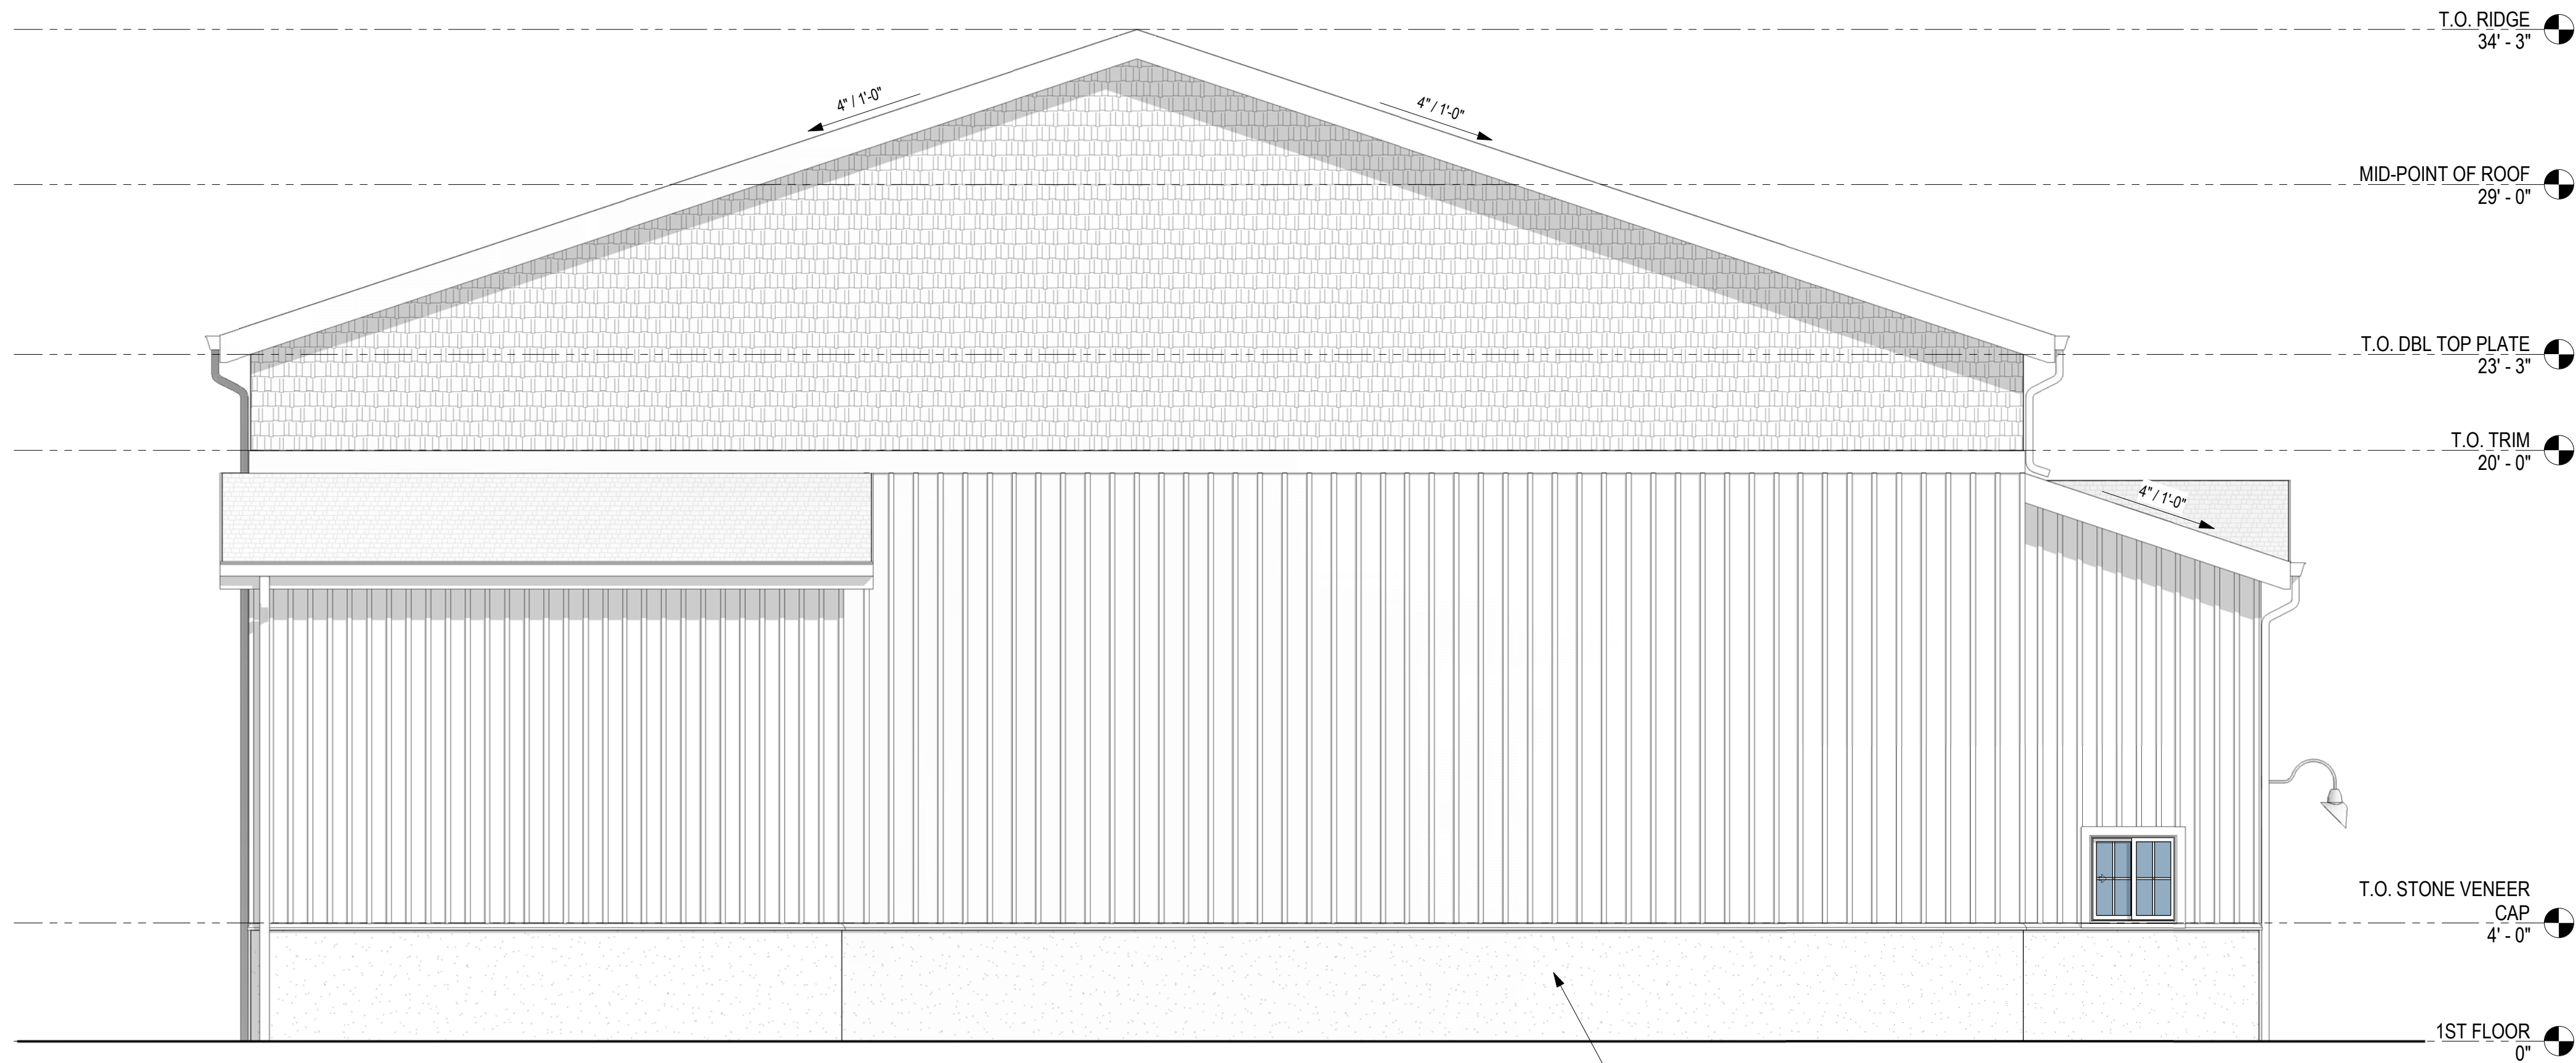 T.O. RIDGE
34' - 3"
4" / 1'-0"
4" / 1'-0"
MID-POINT OF ROOF
29' - 0"
T.O. DBL TOP PLATE
23' - 3"
T.O. TRIM
20' - 0"
4" / 1'-0"
T.O. STONE VENEER
CAP
4' - 0"
1ST FLOOR
0"